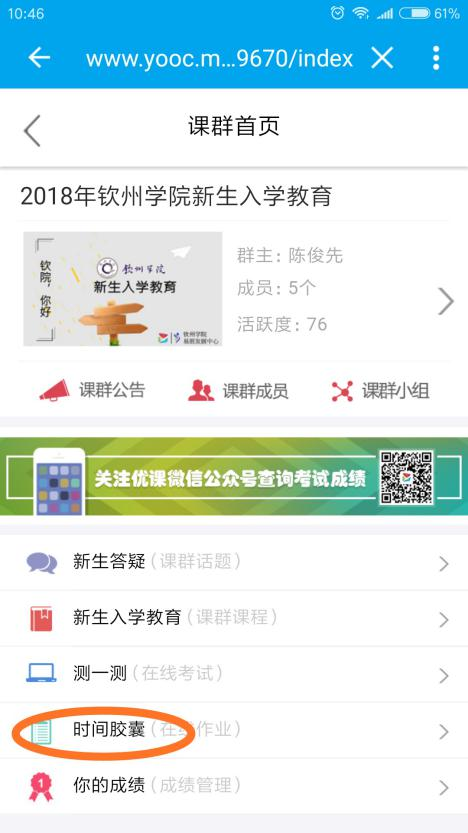 10:46 61%
www.yooc.m...9670/index
课群首页
2018年钦州学院新生入学教育
钦院，你好
钦州学院
新生入学教育
钦州学院
易班发展中心
群主：陈俊先
成员：5个
活跃度：76
课群公告 课群成员 课群小组
关注优课微信公众号查询考试成绩
新生答疑（课群话题）
新生入学教育（课群课程）
测一测（在线考试）
时间胶囊（在线作业）
1
你的成绩（成绩管理）